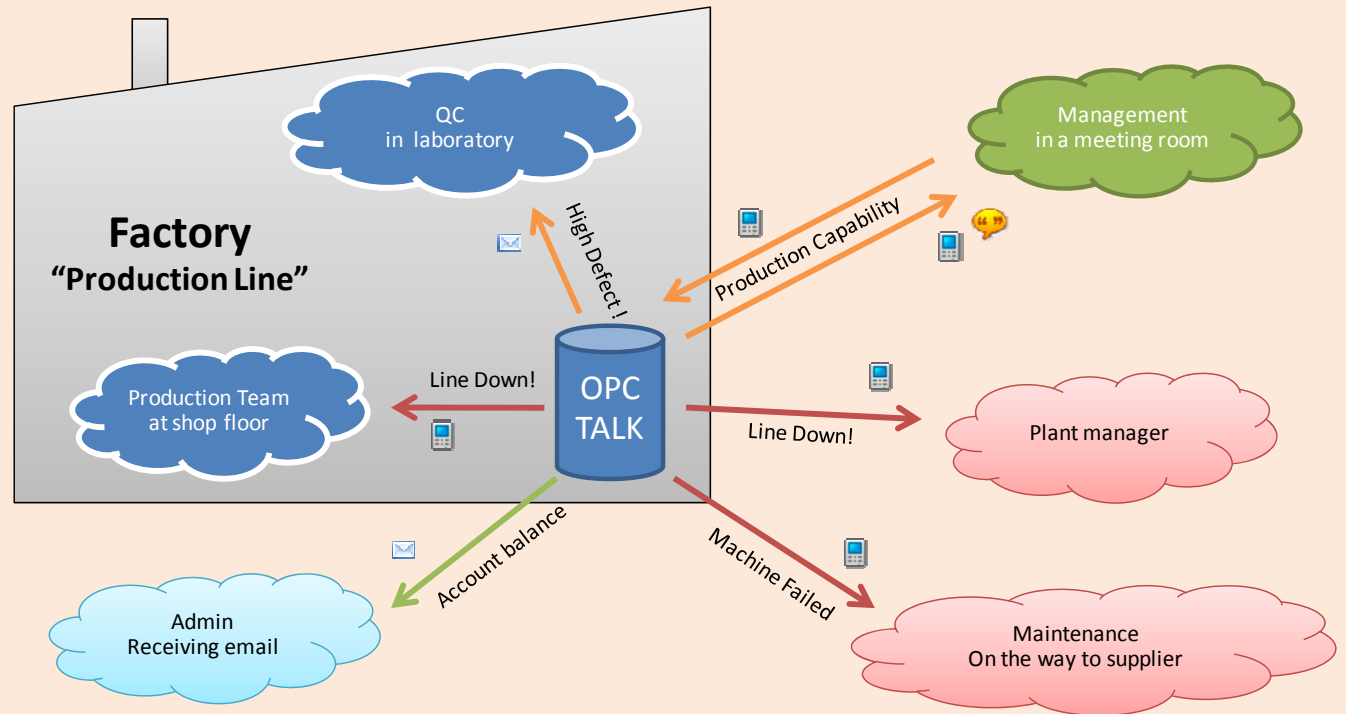 QC
in laboratory
Management
in a meeting room
Factory
“Production Line”
High Defect !
Production Capability
“ ”
Production Team
at shop floor
Line Down!
OPC
TALK
Line Down!
Plant manager
Account balance
Machine Failed
Admin
Receiving email
Maintenance
On the way to supplier